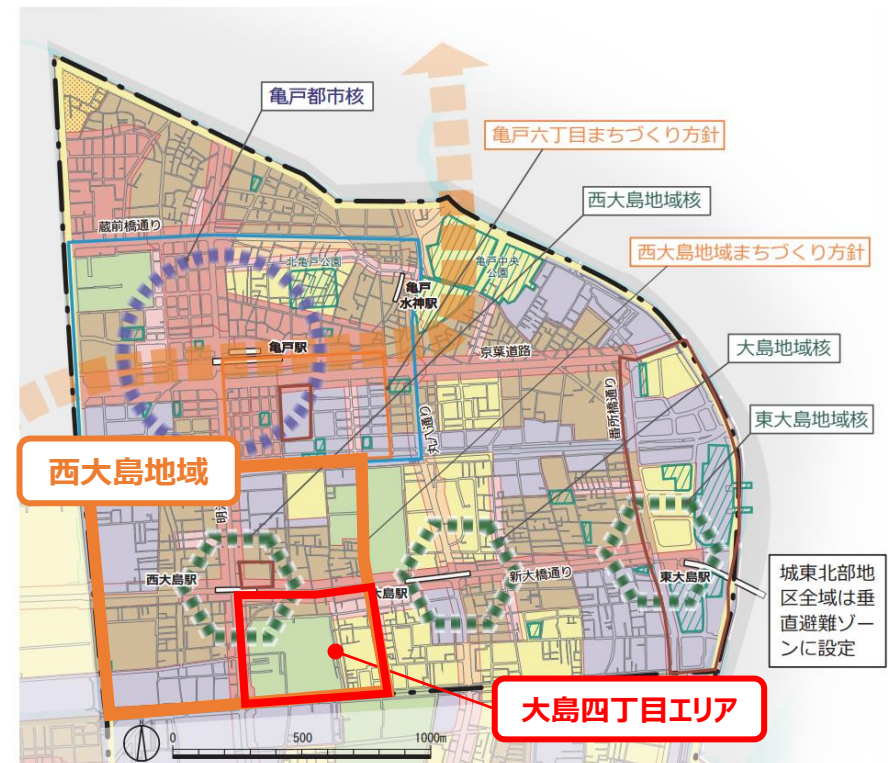 亀戸都市核
亀戸六丁目まちづくり方針
西大島地域核
蔵前橋通り
西大島地域まちづくり方針
北亀戸公園
亀戸中央
公園
亀戸
水神駅
亀戸駅
京葉道路
大島地域核
丸八通り
番所橋通り
東大島地域核
西大島地域
明
西大島駅
大島駅
新大橋通り
東大島駅
城東北部地
区全域は垂
直避難ゾー
ンに設定
大島四丁目エリア
0
500
1000m